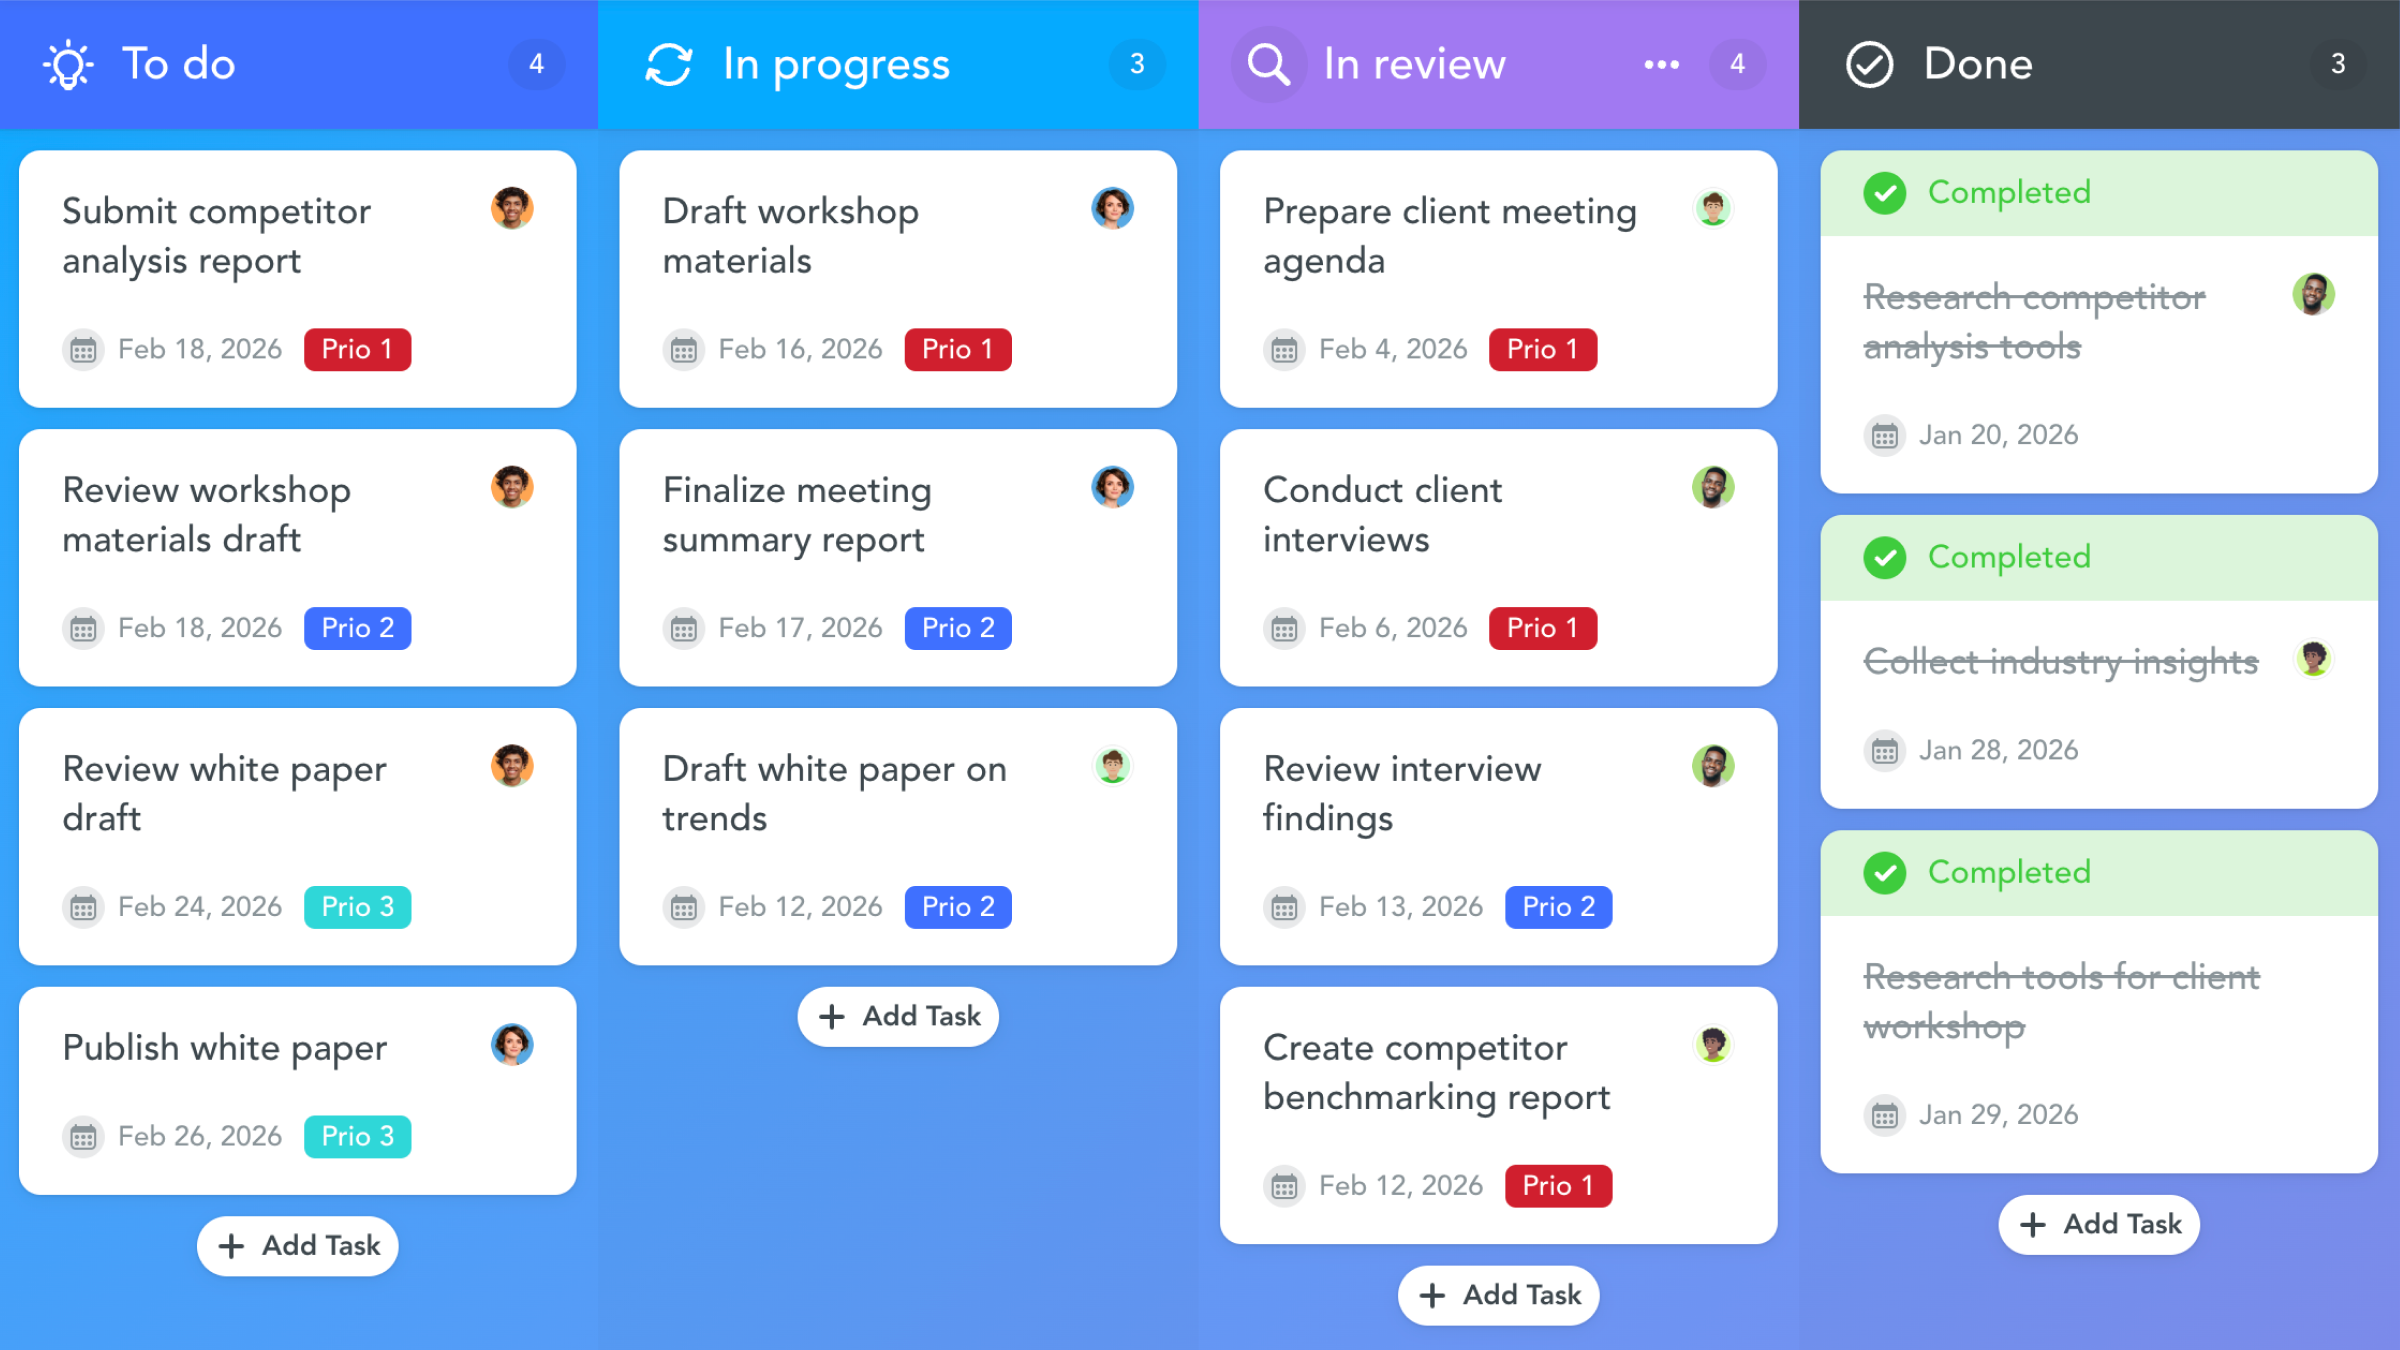 To do
4
Submit competitor
analysis report
Feb 18, 2026
Prio 1
Review workshop
materials draft
Feb 18, 2026
Prio 2
Review white paper
draft
Feb 24, 2026
Prio 3
Publish white paper
Feb 26, 2026
Prio 3
+ Add Task
In progress
3
Draft workshop
materials
Feb 16, 2026
Prio 1
Finalize meeting
summary report
Feb 17, 2026
Prio 2
Draft white paper on
trends
Feb 12, 2026
Prio 2
+ Add Task
In review
4
Prepare client meeting
agenda
Feb 4, 2026
Prio 1
Conduct client
interviews
Feb 6, 2026
Prio 1
Review interview
findings
Feb 13, 2026
Prio 2
Create competitor
benchmarking report
Feb 12, 2026
Prio 1
+ Add Task
Done
3
Completed
Research competitor
analysis tools
Jan 20, 2026
Completed
Collect industry insights
Jan 28, 2026
Completed
Research tools for client
workshop
Jan 29, 2026
+ Add Task